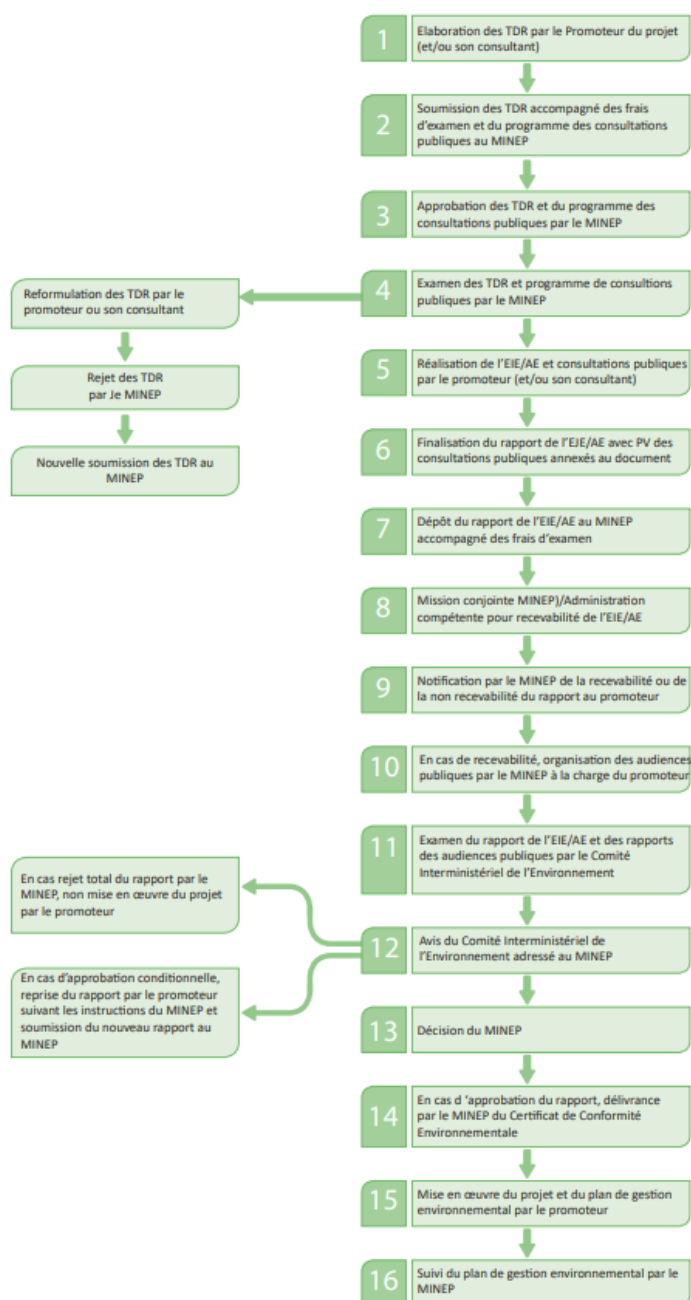 1
Elaboration des TDR par le Promoteur du projet
(et/ou son consultant)
2
Soumission des TDR accompagné des frais
d'examen et du programme des consultations
publiques au MINEP
3
Approbation des TDR et du programme des
consultations publiques par le MINEP
4
Examen des TDR et programme de consultions
publiques par le MINEP
Reformulation des TDR par le
promoteur ou son consultant
Rejet des TDR
par Je MINEP
Nouvelle soumission des TDR au
MINEP
5
Réalisation de l'EIE/AE et consultations publiques
par le promoteur (et/ou son consultant)
6
Finalisation du rapport de l'EJE/AE avec PV des
consultations publiques annexés au document
7
Dépôt du rapport de l'EIE/AE au MINEP
accompagné des frais d'examen
8
Mission conjointe MINEP)/Administration
compétente pour recevabilité de l'EIE/AE
9
Notification par le MINEP de la recevabilité ou de
la non recevabilité du rapport au promoteur
10
En cas de recevabilité, organisation des audiences
publiques par le MINEP à la charge du promoteur
11
Examen du rapport de l'EIE/AE et des rapports
des audiences publiques par le Comité
Interministériel de l'Environnement
12
Avis du Comité Interministériel de
l'Environnement adressé au MINEP
En cas rejet total du rapport par le
MINEP, non mise en œuvre du projet
par le promoteur
En cas d'approbation conditionnelle,
reprise du rapport par le promoteur
suivant les instructions du MINEP et
soumission du nouveau rapport au
MINEP
13
Décision du MINEP
14
En cas d 'approbation du rapport, délivrance
par le MINEP du Certificat de Conformité
Environnementale
15
Mise en œuvre du projet et du plan de gestion
environnemental par le promoteur
16
Suivi du plan de gestion environnemental par le
MINEP